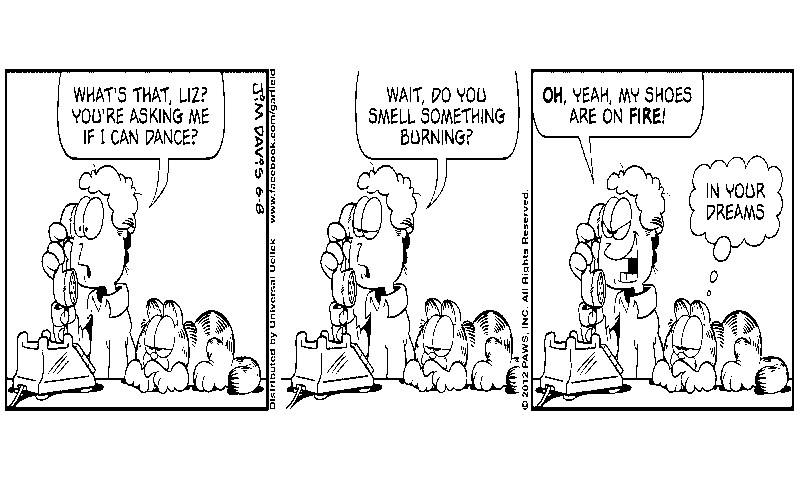 WHAT'S THAT, LIZ?
YOU'RE ASKING ME
IF I CAN DANCE?
JIM DAVIS 6-8
Distributed by Universal Uclick www.facebook.com/garfield
WAIT, DO YOU
SMELL SOMETHING
BURNING?
© 2012 PAWS, INC. All Rights Reserved.
OH, YEAH, MY SHOES
ARE ON FIRE!
IN YOUR
DREAMS